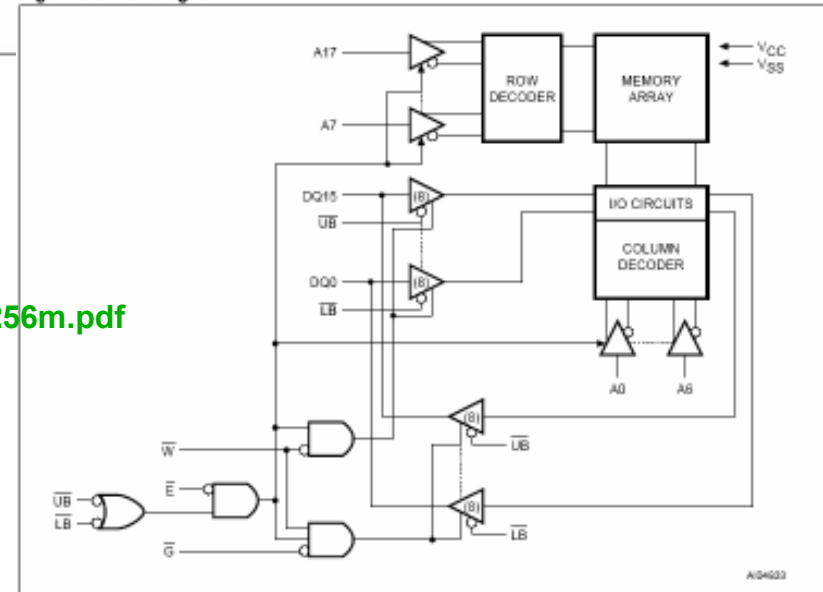 A17
ROW
DECODER
MEMORY
ARRAY
VCC
VSS
A7
DQ15
(8)
UB
I/O CIRCUITS
COLUMN
DECODER
DQ0
(8)
LB
256m.pdf
A0
A6
(8)
UB
W
E
UB
LB
(8)
LB
G